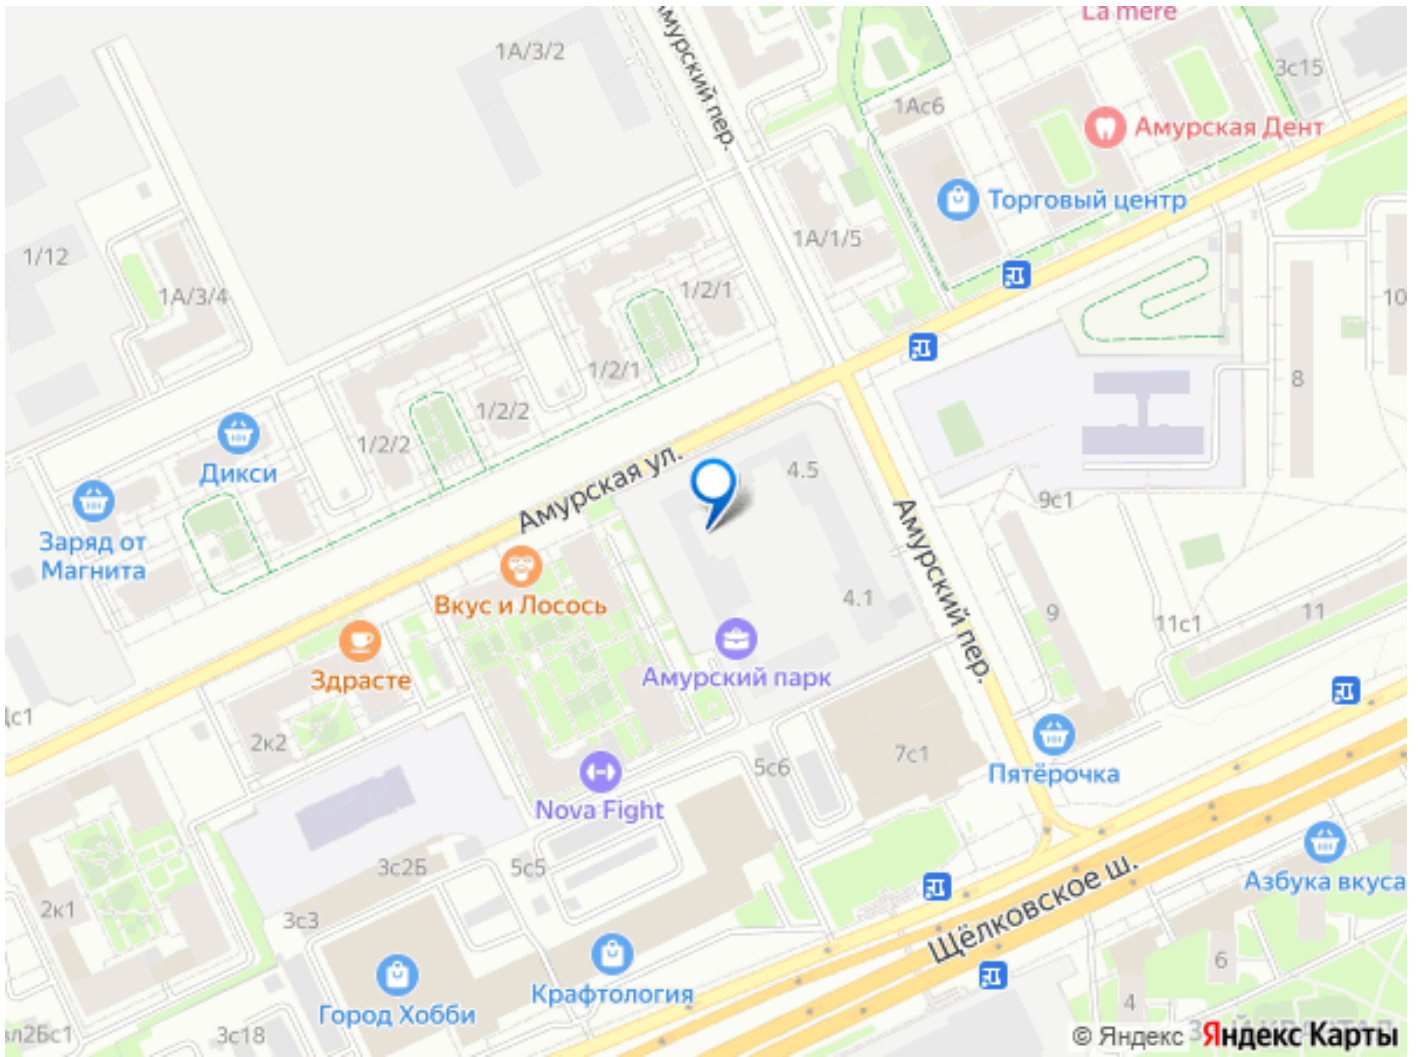 La mere
1А/3/2
Амурский пер.
3с15
1Ас6
Амурская Дент
Торговый центр
1А/1/5
1/12
1А/3/4
1/2/1
10
1/2/1
8
1/2/2
1/2/2
Дикси
Амурская ул.
4.5
Заряд от
Магнита
9с1
Амурский пер.
Вкус и Лосось
4.1
9
11с1
11
Здрасте
Амурский парк
2к2
5с6
7с1
Пятёрочка
Nova Fight
3с2Б
5с5
Щёлковское ш.
Азбука вкуса
2к1
3с3
6
Крафтология
4
Город Хобби
3с18
© Яндекс
Яндекс Карты